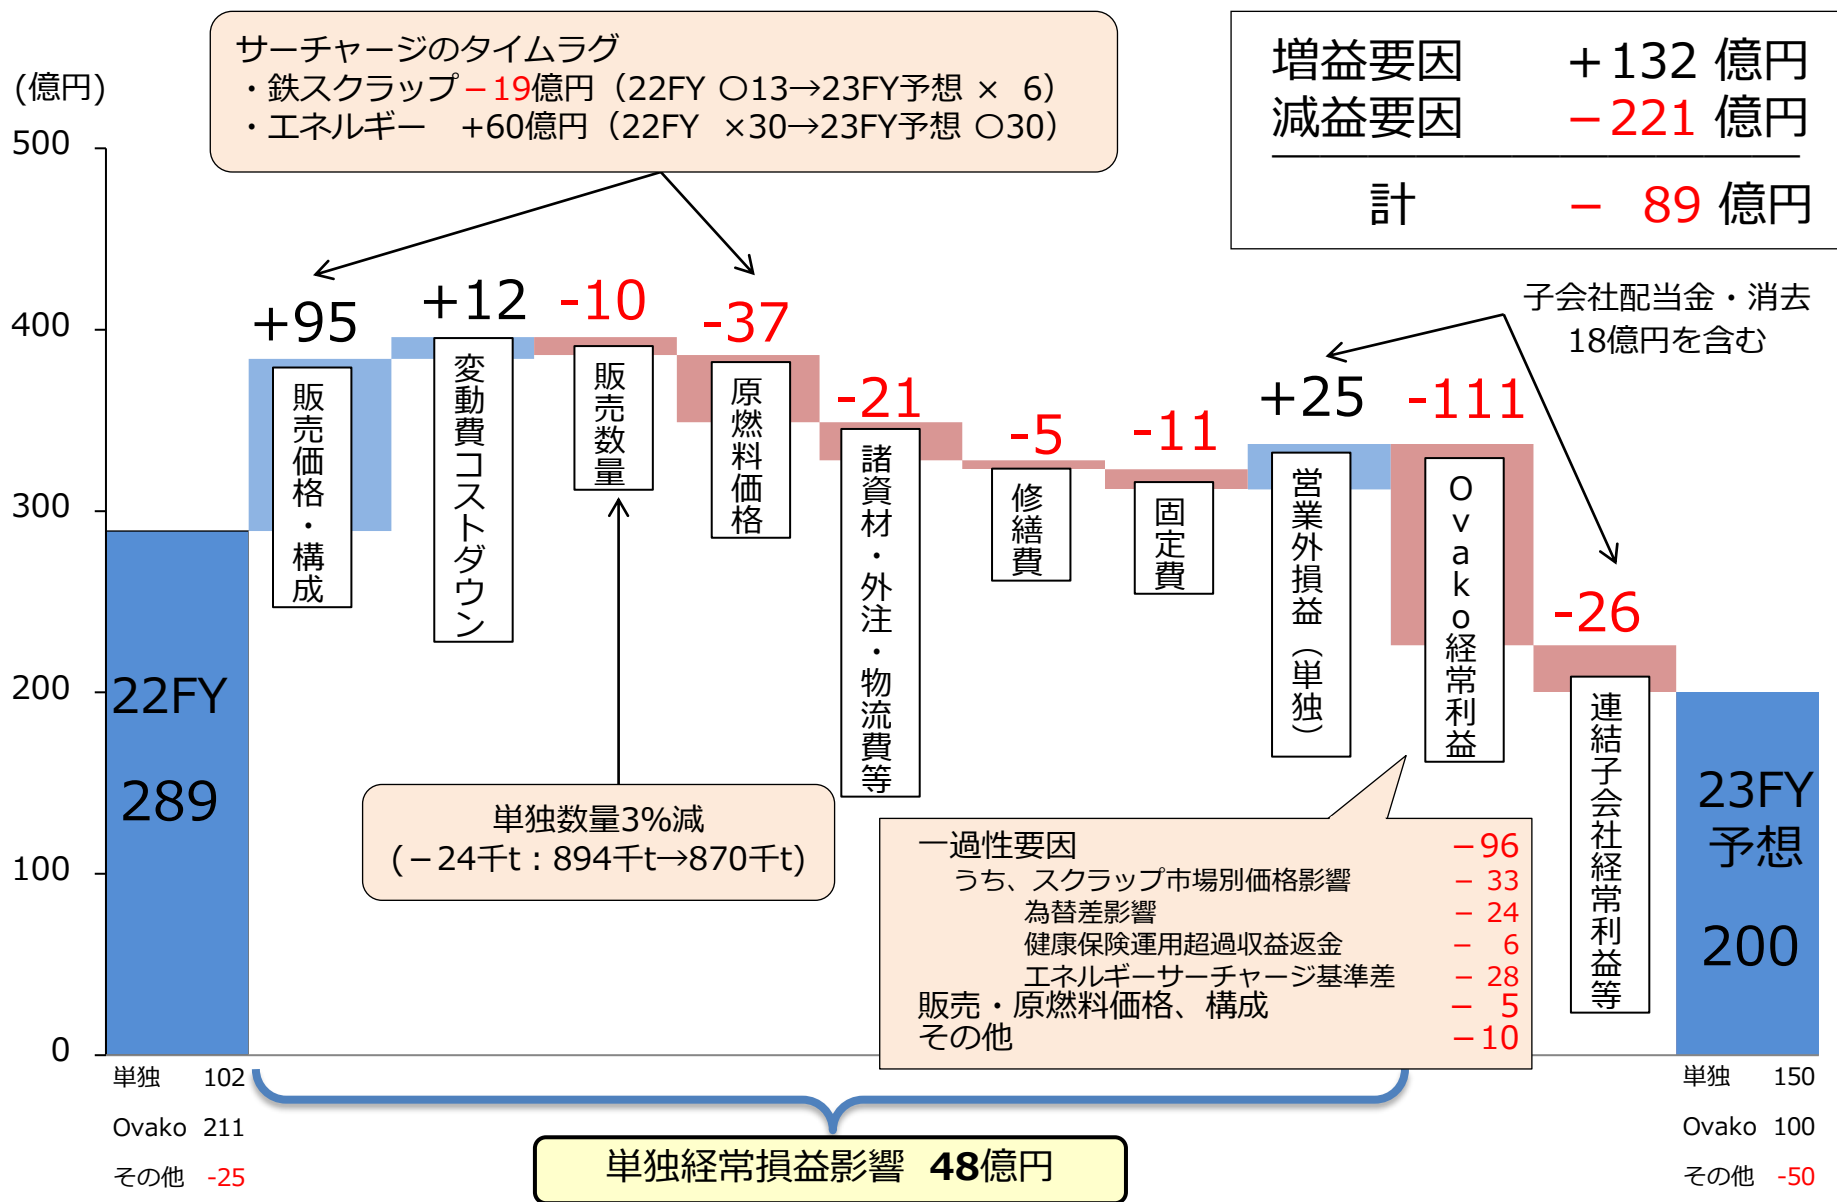 サーチャージのタイムラグ
・鉄スクラップ－19億円（22FY 〇13→23FY予想 × 6）
・エネルギー +60億円（22FY ×30→23FY予想 〇30）
増益要因 +132 億円
減益要因 －221 億円
計 － 89 億円
(億円)
500
400
300
200
100
0
+95
+12
-10
-37
-21
-5
-11
+25
-111
-26
子会社配当金・消去
18億円を含む
販売価格・構成
変動費コストダウン
販売数量
原燃料価格
諸資材・外注・物流費等
修繕費
固定費
営業外損益（単独）
Ovako経常利益
連結子会社経常利益等
22FY
289
23FY
予想
200
単独数量3%減
(－24千t：894千t→870千t)
一過性要因 －96
うち、スクラップ市場別価格影響 － 33
為替差影響 － 24
健康保険運用超過収益返金 － 6
エネルギーサーチャージ基準差 － 28
販売・原燃料価格、構成 － 5
その他 －10
単独 102
Ovako 211
その他 -25
単独経常損益影響 48億円
単独 150
Ovako 100
その他 -50